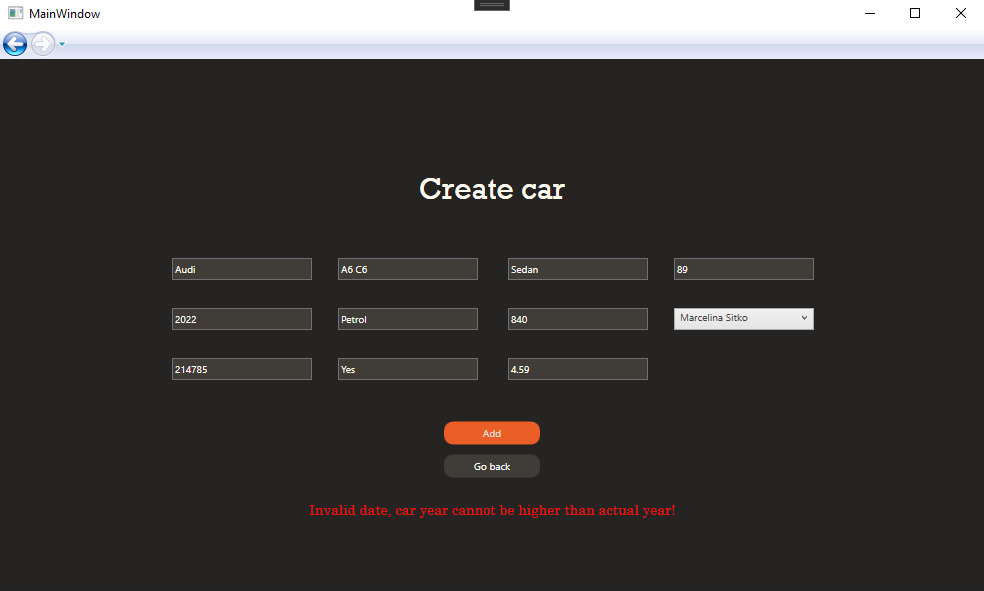 MainWindow
Create car
Audi A6 C6 Sedan 89
2022 Petrol 840 Marcelina Sitko
214785 Yes 4.59
Add
Go back
Invalid date, car year cannot be higher than actual year!